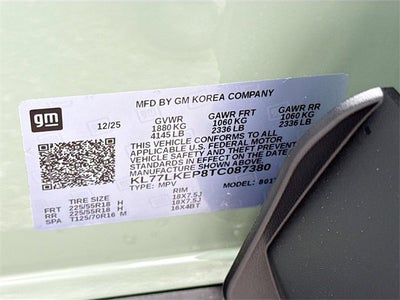 MFD BY GM KOREA COMPANY
gm
12/25
GVWR GAWR FRT GAWR RR
1880 KG 1060 KG 1060 KG
4145 LB 2336 LB 2336 LB
THIS VEHICLE CONFORMS TO ALL
APPLICABLE U.S. FEDERAL MOTOR
VEHICLE SAFETY AND THEFT PREVENTION
STANDARDS IN EFFECT ON THE DATE OF
MANUFACTURE SHOWN ABOVE.
KL77LKEP8TC087380
TYPE: MPV MODEL:
TIRE SIZE RIM
FRT 225/55R18 H 18X7.5J
RR 225/55R18 H 18X7.5J
SPA T125/70R16 M 16X4BT